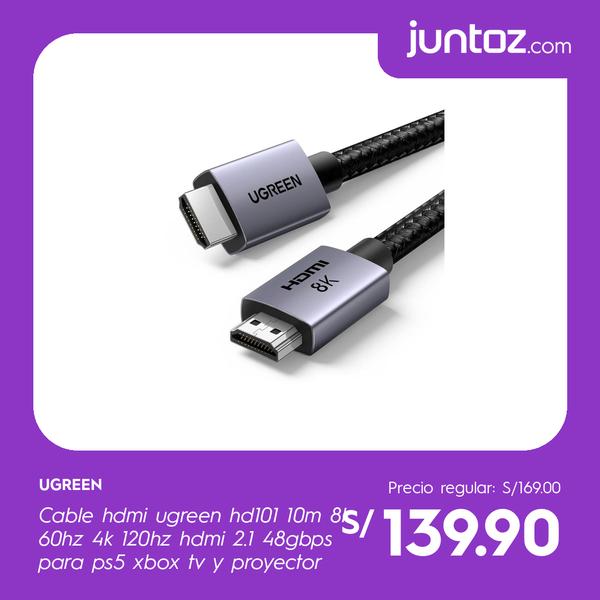 juntoz.com
UGREEN
HDMI
8K
UGREEN
Cable hdmi ugreen hd101 10m 8k
60hz 4k 120hz hdmi 2.1 48gbps
para ps5 xbox tv y proyector
Precio regular: S/169.00
S/ 139.90